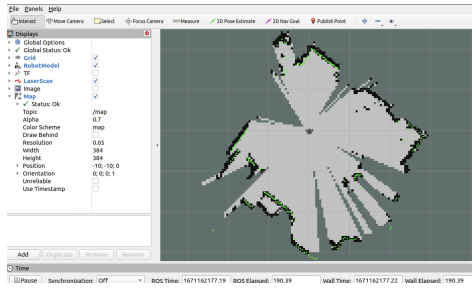 File Panels Help
Interact Move Camera Select Focus Camera Measure 2D Pose Estimate 2D Nav Goal Publish Point
Displays
Global Options
Global Status: Ok
Grid
RobotModel
TF
LaserScan
Image
Map
Status: Ok
Topic /map
Alpha 0.7
Color Scheme map
Draw Behind
Resolution 0.05
Width 384
Height 384
Position -10; -10; 0
Orientation 0; 0; 0; 1
Unreliable
Use Timestamp
Add Duplicate Remove Rename
Time
Pause Synchronization: Off ROS Time: 1671162177.19 ROS Elapsed: 190.39 Wall Time: 1671162177.22 Wall Elapsed: 190.39